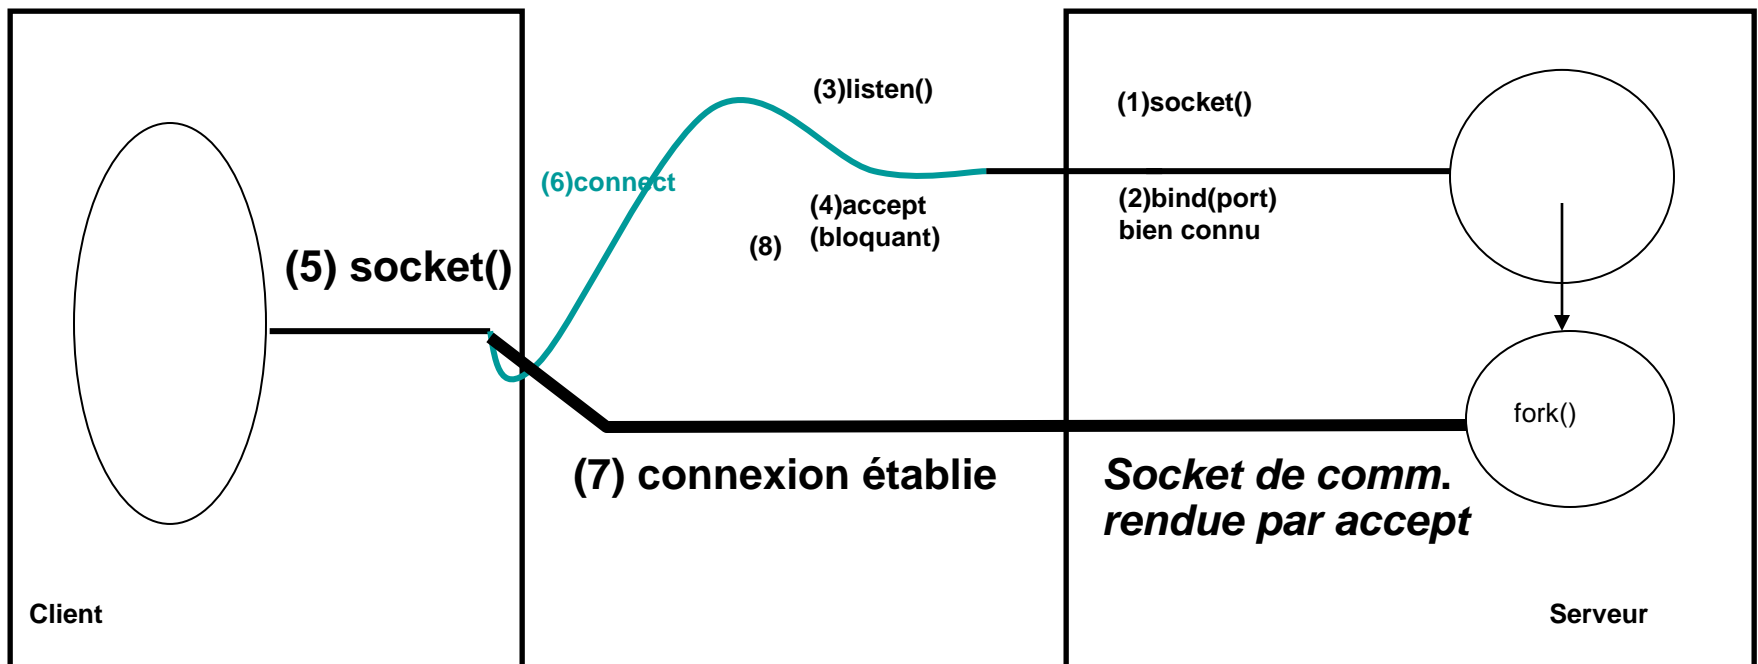 (3)listen()
(1)socket()
(6)connect
(2)bind(port)
bien connu
(4)accept
(bloquant)
(8)
(5) socket()
fork()
(7) connexion établie
Socket de comm.
rendue par accept
Client
Serveur